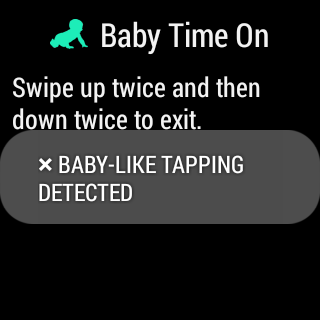 Baby Time On
Swipe up twice and then
down twice to exit.
× BABY-LIKE TAPPING
DETECTED